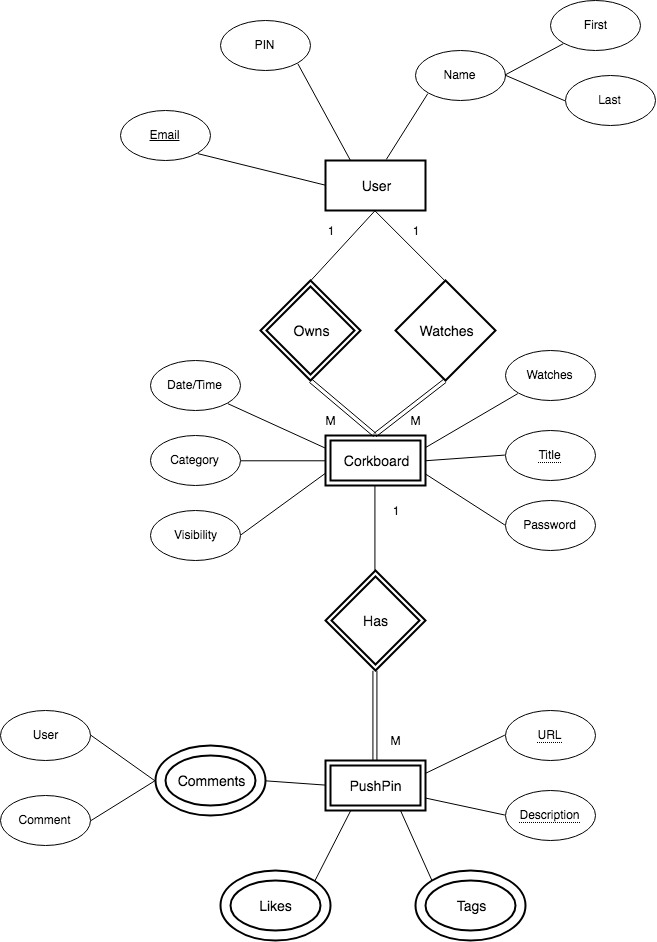 First
PIN
Name
Last
Email
User
1
1
Owns
Watches
Date/Time
Watches
M
M
Category
Corkboard
Title
Visibility
1
Password
Has
User
M
URL
Comments
PushPin
Comment
Description
Likes
Tags